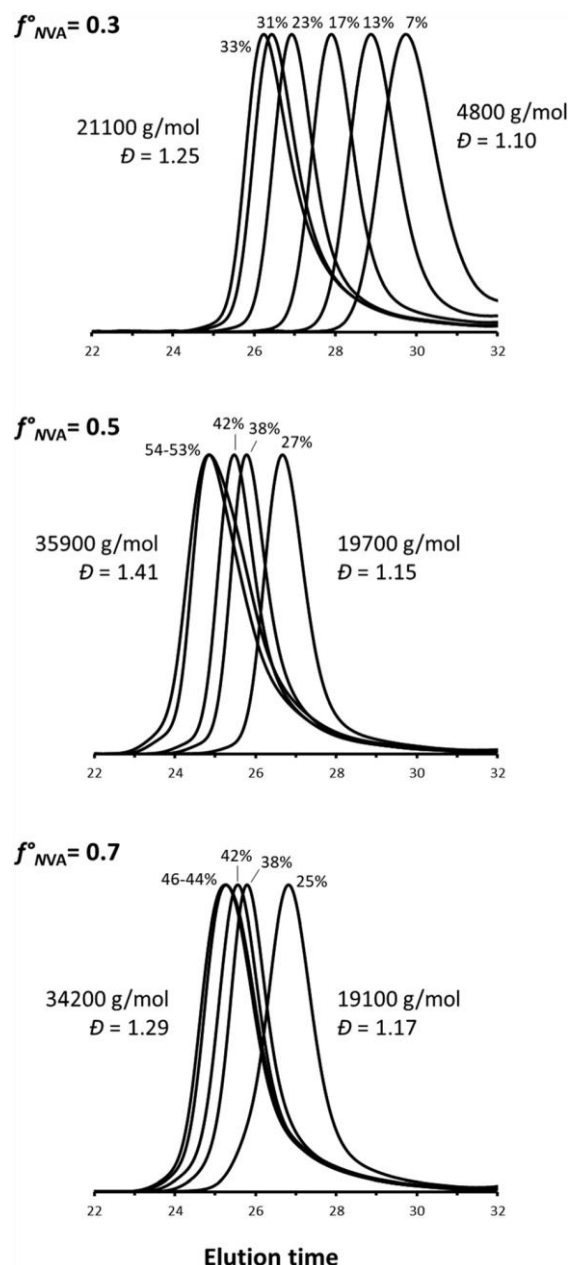 f°NVA= 0.3
31% 23% 17% 13% 7%
33%
21100 g/mol
Đ = 1.25
4800 g/mol
Đ = 1.10
22 24 26 28 30 32
f°NVA= 0.5
42% 38% 27%
54-53%
35900 g/mol
Đ = 1.41
19700 g/mol
Đ = 1.15
22 24 26 28 30 32
f°NVA= 0.7
42%
46-44% 38% 25%
34200 g/mol
Đ = 1.29
19100 g/mol
Đ = 1.17
22 24 26 28 30 32
Elution time